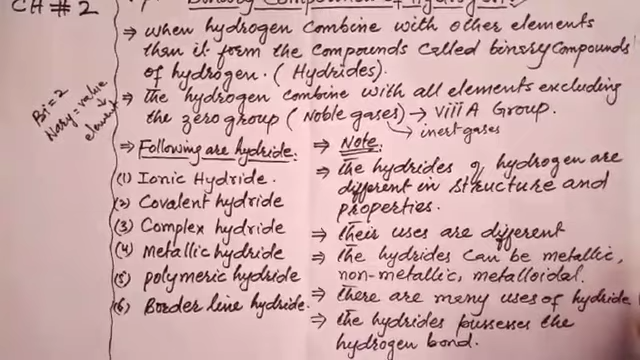 CH # 2
Binary Compounds of Hydrogen:
⇒ when hydrogen combine with other elements
than it form the compounds called binary compounds
of hydrogen. (Hydrides).
Bi = 2
Nary = value
element
⇒ the hydrogen combine with all elements excluding
the zero group (Noble gases) → VIII A Group.
inert gases
⇒ Following are hydride:
(1) Ionic Hydride.
(2) Covalent hydride
(3) Complex hydride
(4) Metallic hydride
(5) polymeric hydride
(6) Border line hydride.
⇒ Note:
⇒ the hydrides of hydrogen are
different in structure and
properties.
⇒ Their uses are different
⇒ the hydrides can be metallic,
non-metallic, metalloidal.
⇒ there are many uses of hydride
⇒ the hydrides possesses the
hydrogen bond.